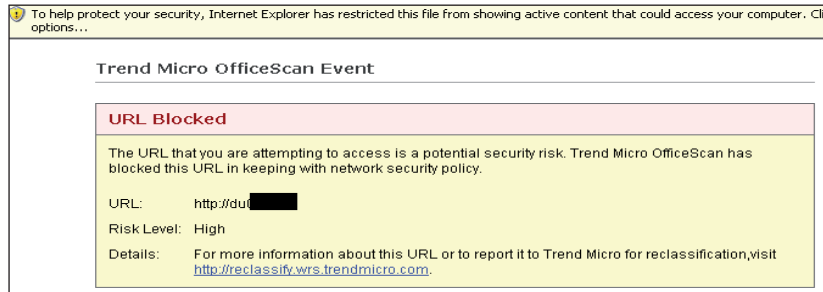 To help protect your security, Internet Explorer has restricted this file from showing active content that could access your computer.
options...
Trend Micro OfficeScan Event
URL Blocked
The URL that you are attempting to access is a potential security risk. Trend Micro OfficeScan has
blocked this URL in keeping with network security policy.
URL: http://du
Risk Level: High
Details: For more information about this URL or to report it to Trend Micro for reclassification,visit
http://reclassify.wrs.trendmicro.com.